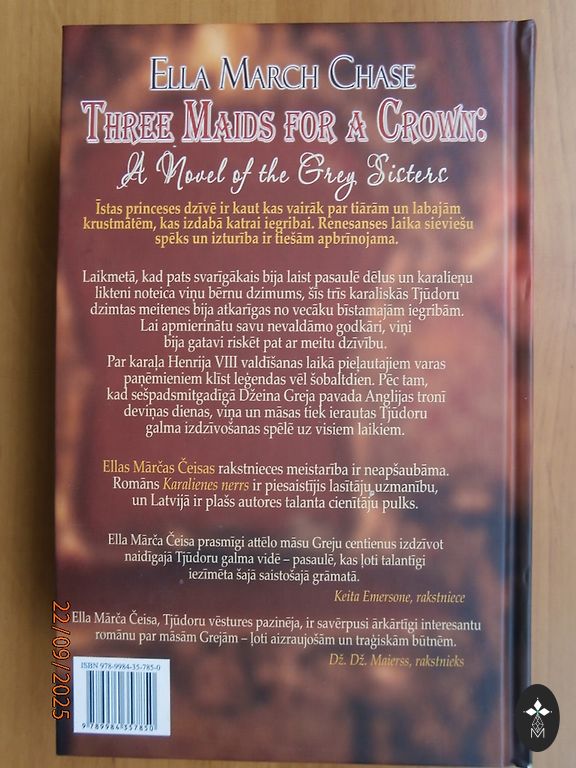 ELLA MARCH CHASE
THREE MAIDS FOR A CROWN:
A Novel of the Grey Sisters
Īstas princeses dzīvē ir kaut kas vairāk par tiārām un labajām
krustmātēm, kas izdabā katrai iegribai. Renesanses laika sieviešu
spēks un izturība ir tiešām apbrīnojama.
Laikmetā, kad pats svarīgākais bija laist pasaulē dēlus un karalieņu
likteni noteica viņu bērnu dzimums, šīs trīs karaliskās Tjūdoru
dzimtas meitenes bija atkarīgas no vecāku bīstamajām iegribām.
Lai apmierinātu savu nevaldāmo godkāri, viņi
bija gatavi riskēt pat ar meitu dzīvību.
Par karaļa Henrija VIII valdīšanas laikā pieļautajiem varas
paņēmieniem klīst leģendas vēl šobaltdien. Pēc tam,
kad sešpadsmitgadīgā Džeina Greja pavada Anglijas tronī
deviņas dienas, viņa un māsas tiek ierautas Tjūdoru
galma izdzīvošanas spēlē uz visiem laikiem.
Ellas Mārčas Čeisas rakstnieces meistarība ir neapšaubāma.
Romāns Karalienes nerrs ir piesaistījis lasītāju uzmanību,
un Latvijā ir plašs autores talanta cienītāju pulks.
Ella Mārča Čeisa prasmīgi attēlo māsu Greju centienus izdzīvot
naidīgajā Tjūdoru galma vidē – pasaulē, kas ļoti talantīgi
iezīmēta šajā saistošajā grāmatā.
Keita Emersone, rakstniece
Ella Mārča Čeisa, Tjūdoru vēstures pazinēja, ir savērpusi ārkārtīgi interesantu
romānu par māsām Grejām – ļoti aizraujošām un traģiskām būtnēm.
Dž. Dž. Maierss, rakstnieks
ISBN 978-9984-35-785-0
9 789984 357850
22/09/2025
M